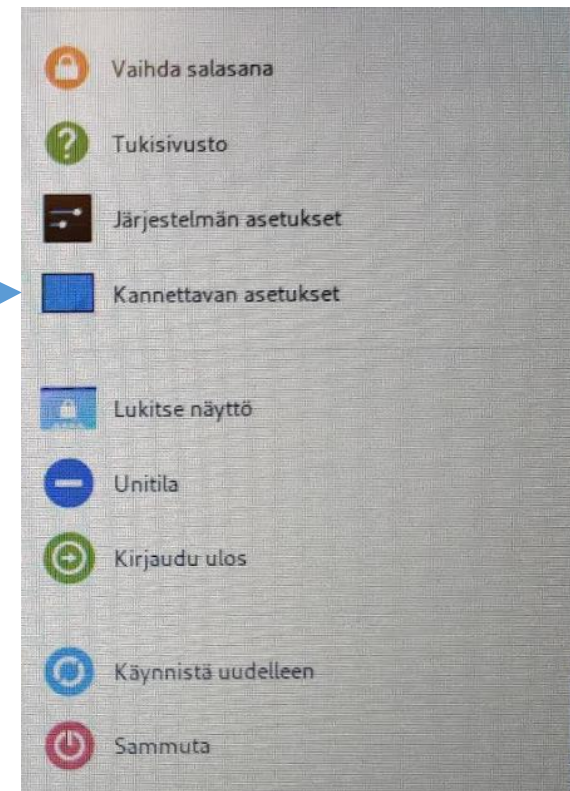 Vaihda salasana
Tukisivusto
Järjestelmän asetukset
Kannettavan asetukset
Lukitse näyttö
Unitila
Kirjaudu ulos
Käynnistä uudelleen
Sammuta